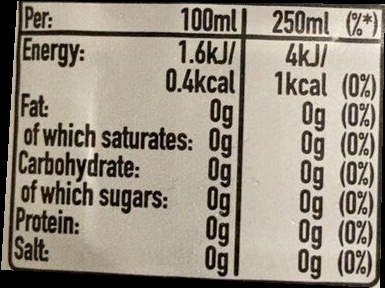 Per: 100ml 250ml (%*)
Energy: 1.6kJ/ 4kJ/
0.4kcal 1kcal (0%)
Fat: 0g 0g (0%)
of which saturates: 0g 0g (0%)
Carbohydrate: 0g 0g (0%)
of which sugars: 0g 0g (0%)
Protein: 0g 0g (0%)
Salt: 0g 0g (0%)